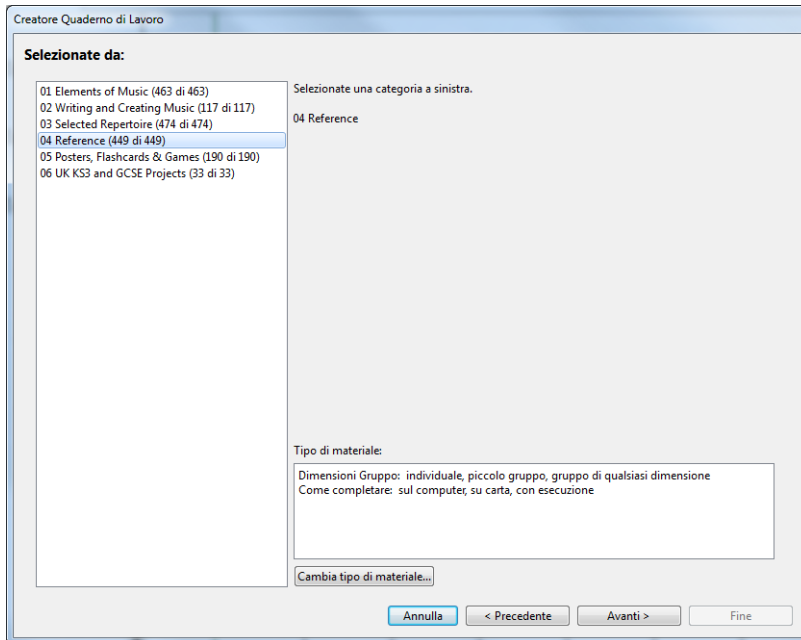 Creatore Quaderno di Lavoro
Selezionate da:
01 Elements of Music (463 di 463)
02 Writing and Creating Music (117 di 117)
03 Selected Repertoire (474 di 474)
04 Reference (449 di 449)
05 Posters, Flashcards & Games (190 di 190)
06 UK KS3 and GCSE Projects (33 di 33)
Selezionate una categoria a sinistra.
04 Reference
Tipo di materiale:
Dimensioni Gruppo: individuale, piccolo gruppo, gruppo di qualsiasi dimensione
Come completare: sul computer, su carta, con esecuzione
Cambia tipo di materiale...
Annulla
< Precedente
Avanti >
Fine